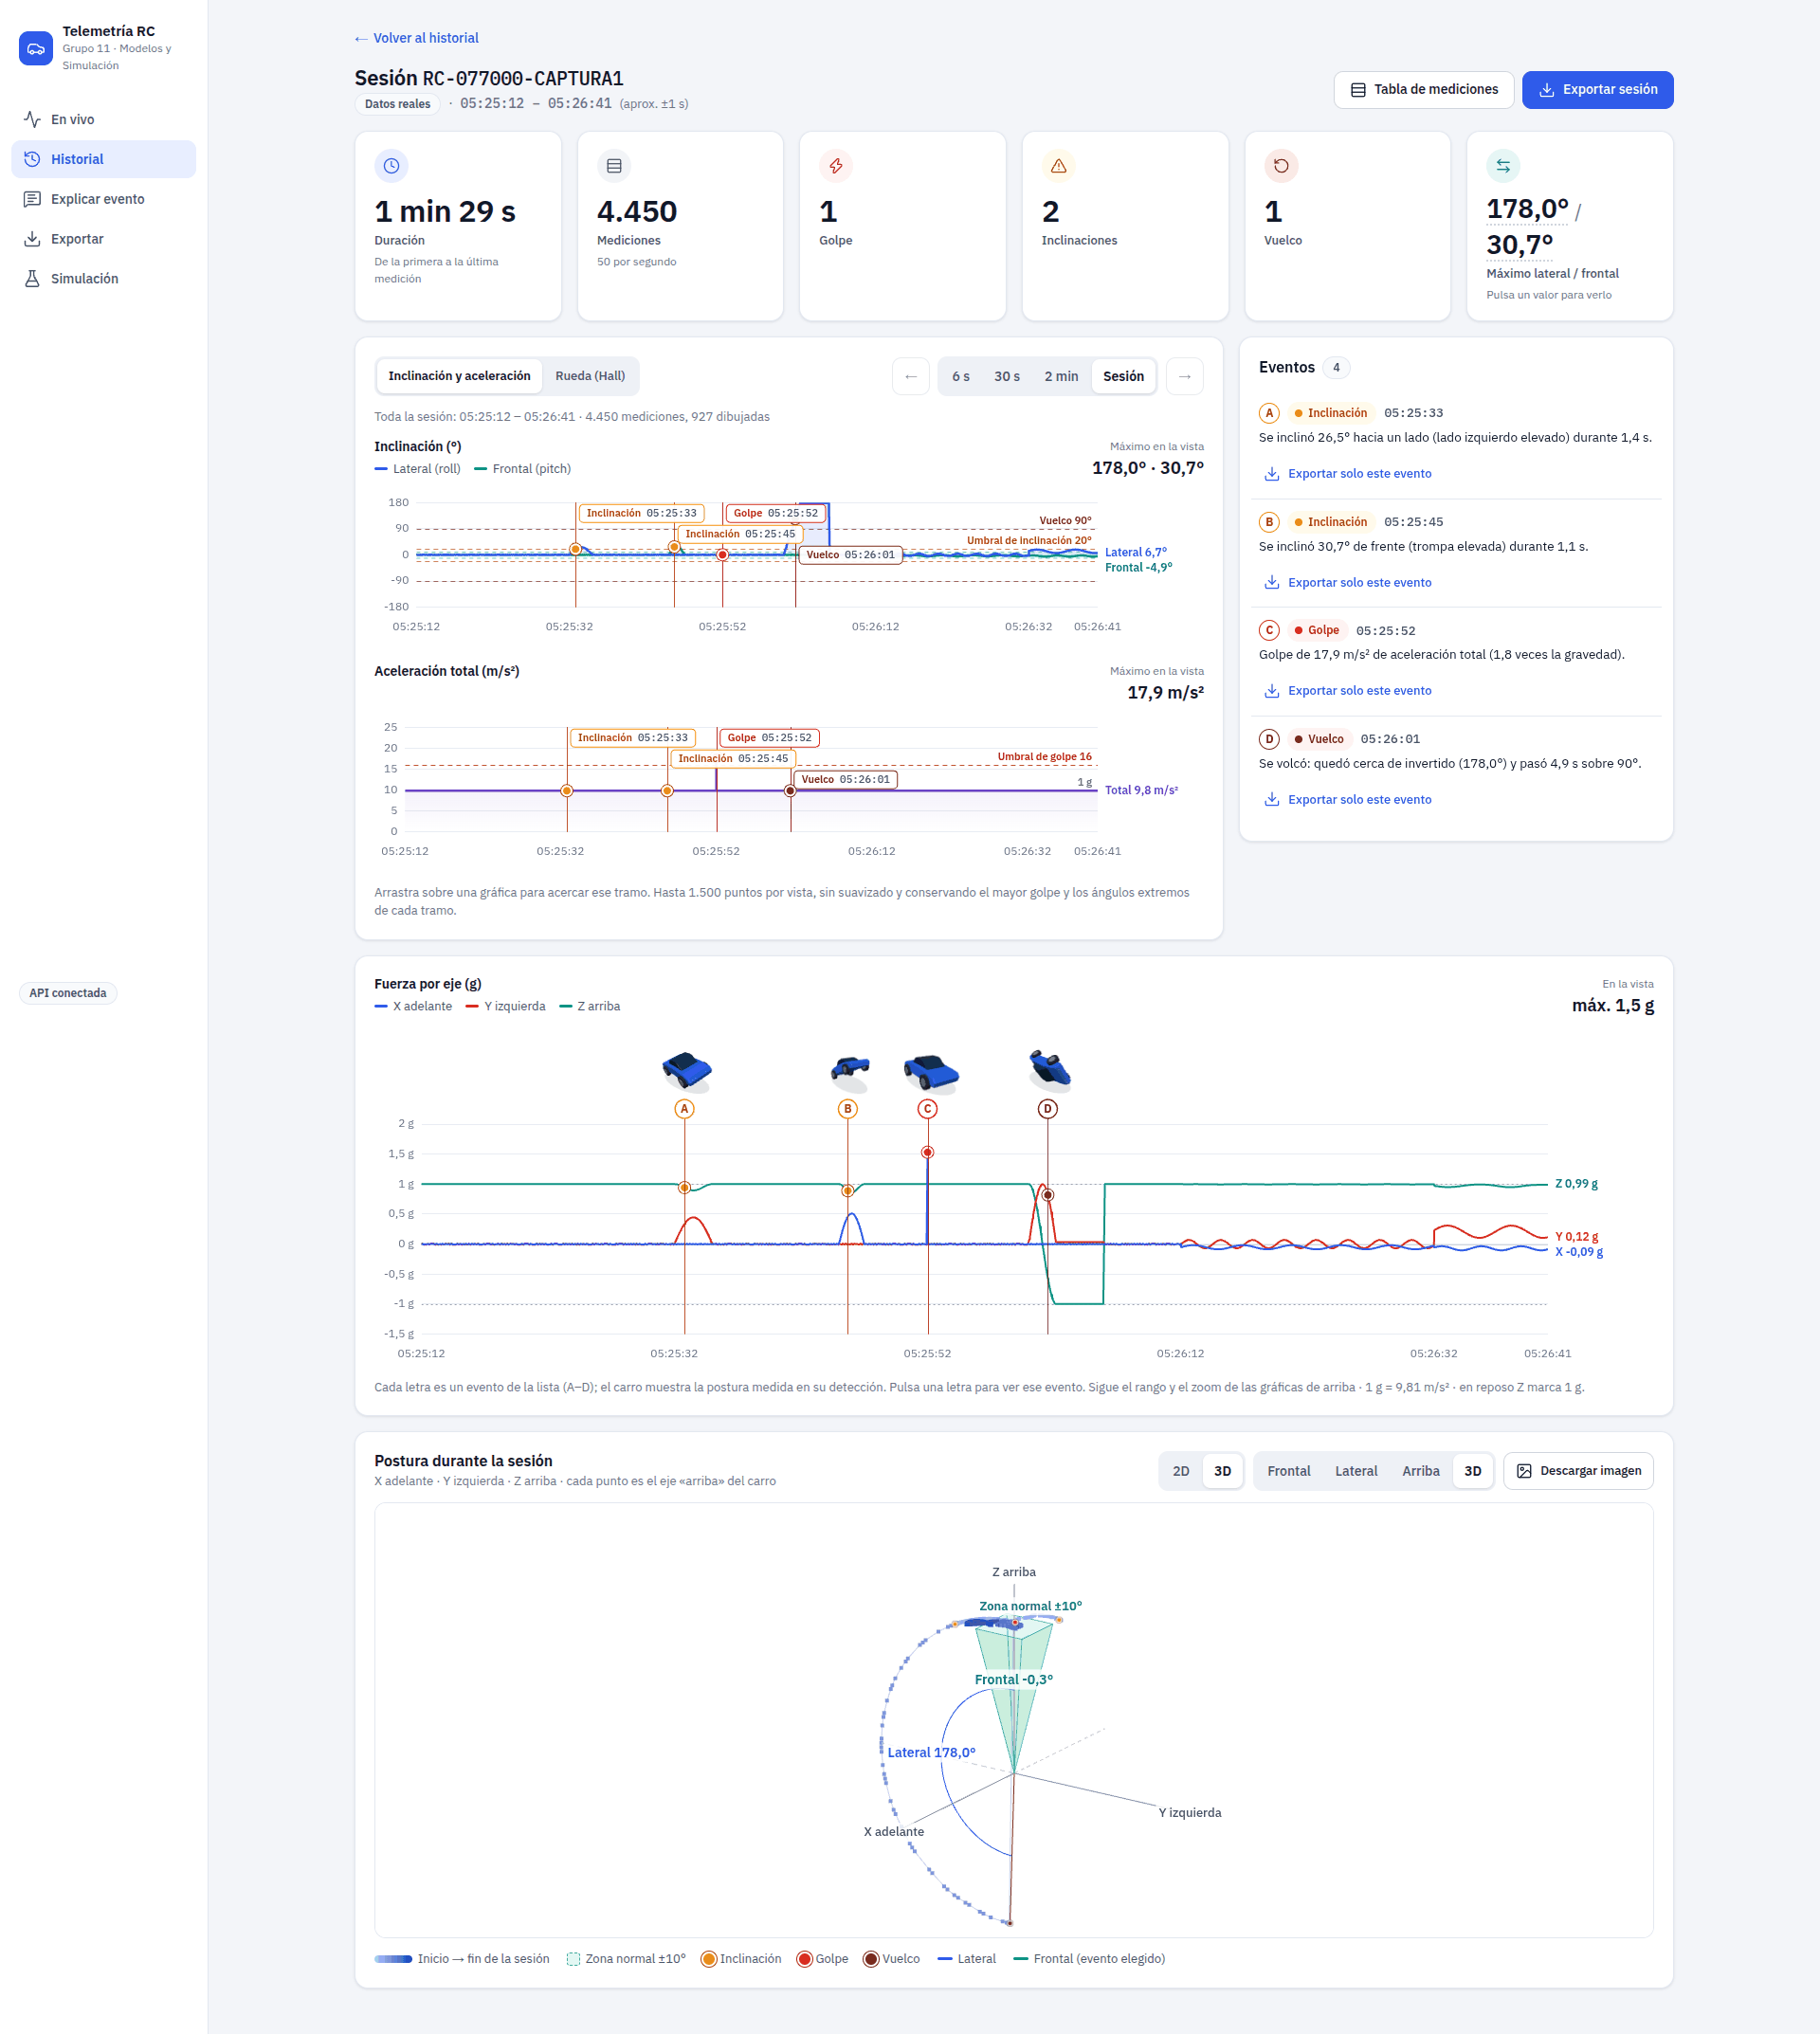 Telemetría RC
Grupo 11 · Modelos y
Simulación
En vivo
Historial
Explicar evento
Exportar
Simulación
API conectada
← Volver al historial
Sesión RC-077000-CAPTURA1
Datos reales · 05:25:12 – 05:26:41 (aprox. ±1 s)
Tabla de mediciones
Exportar sesión
1 min 29 s
Duración
De la primera a la última
medición
4.450
Mediciones
50 por segundo
1
Golpe
2
Inclinaciones
1
Vuelco
178,0° /
30,7°
Máximo lateral / frontal
Pulsa un valor para verlo
Inclinación y aceleración Rueda (Hall)
← 6 s 30 s 2 min Sesión →
Toda la sesión: 05:25:12 – 05:26:41 · 4.450 mediciones, 927 dibujadas
Inclinación (°)
Lateral (roll) Frontal (pitch)
Máximo en la vista
178,0° · 30,7°
180
90
0
-90
-180
Inclinación 05:25:33
Golpe 05:25:52
Inclinación 05:25:45
Vuelco 05:26:01
Vuelco 90°
Umbral de inclinación 20°
Lateral 6,7°
Frontal -4,9°
05:25:12 05:25:32 05:25:52 05:26:12 05:26:32 05:26:41
Aceleración total (m/s²)
Máximo en la vista
17,9 m/s²
25
20
15
10
5
0
Inclinación 05:25:33
Golpe 05:25:52
Inclinación 05:25:45
Vuelco 05:26:01
Umbral de golpe 16
1 g
Total 9,8 m/s²
05:25:12 05:25:32 05:25:52 05:26:12 05:26:32 05:26:41
Arrastra sobre una gráfica para acercar ese tramo. Hasta 1.500 puntos por vista, sin suavizado y conservando el mayor golpe y los ángulos extremos
de cada tramo.
Eventos 4
A Inclinación 05:25:33
Se inclinó 26,5° hacia un lado (lado izquierdo elevado) durante 1,4 s.
Exportar solo este evento
B Inclinación 05:25:45
Se inclinó 30,7° de frente (trompa elevada) durante 1,1 s.
Exportar solo este evento
C Golpe 05:25:52
Golpe de 17,9 m/s² de aceleración total (1,8 veces la gravedad).
Exportar solo este evento
D Vuelco 05:26:01
Se volcó: quedó cerca de invertido (178,0°) y pasó 4,9 s sobre 90°.
Exportar solo este evento
Fuerza por eje (g)
X adelante Y izquierda Z arriba
En la vista
máx. 1,5 g
A B C D
2 g
1,5 g
1 g
0,5 g
0 g
-0,5 g
-1 g
-1,5 g
Z 0,99 g
Y 0,12 g
X -0,09 g
05:25:12 05:25:32 05:25:52 05:26:12 05:26:32 05:26:41
Cada letra es un evento de la lista (A–D); el carro muestra la postura medida en su detección. Pulsa una letra para ver ese evento. Sigue el rango y el zoom de las gráficas de arriba · 1 g = 9,81 m/s² · en reposo Z marca 1 g.
Postura durante la sesión
X adelante · Y izquierda · Z arriba · cada punto es el eje «arriba» del carro
2D 3D
Frontal Lateral Arriba 3D
Descargar imagen
Z arriba
Zona normal ±10°
Frontal -0,3°
Lateral 178,0°
Y izquierda
X adelante
Inicio → fin de la sesión Zona normal ±10° Inclinación Golpe Vuelco Lateral Frontal (evento elegido)